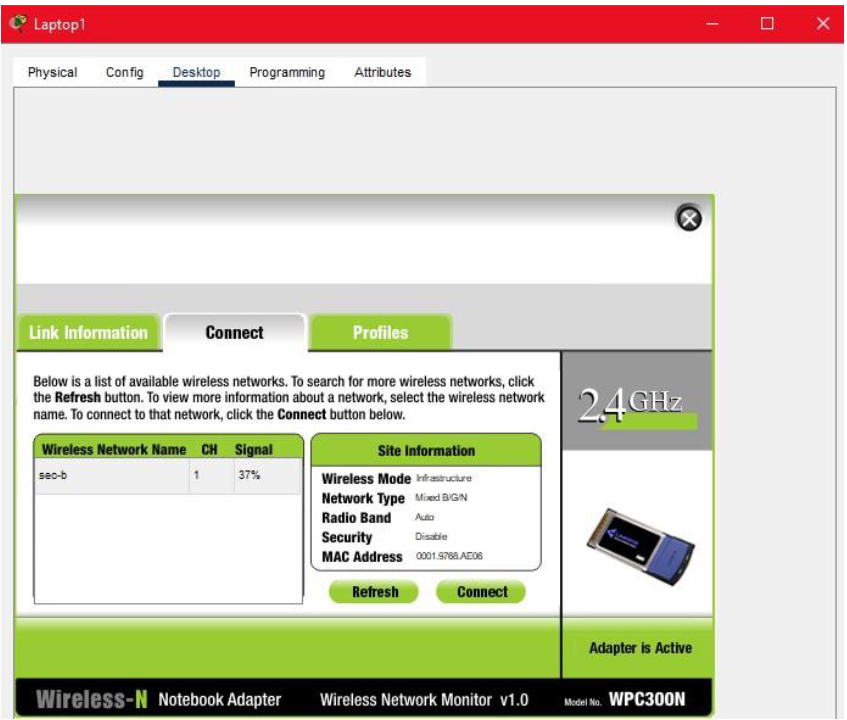 Laptop1
Physical Config Desktop Programming Attributes
Link Information Connect Profiles
Below is a list of available wireless networks. To search for more wireless networks, click
the Refresh button. To view more information about a network, select the wireless network
name. To connect to that network, click the Connect button below.
2.4GHz
Wireless Network Name CH Signal
sec-b 1 37%
Site Information
Wireless Mode Infrastructure
Network Type Mixed B/G/N
Radio Band Auto
Security Disable
MAC Address 0001.9766.AE06
Refresh Connect
Adapter is Active
Wireless-N Notebook Adapter Wireless Network Monitor v1.0 Model No. WPC300N